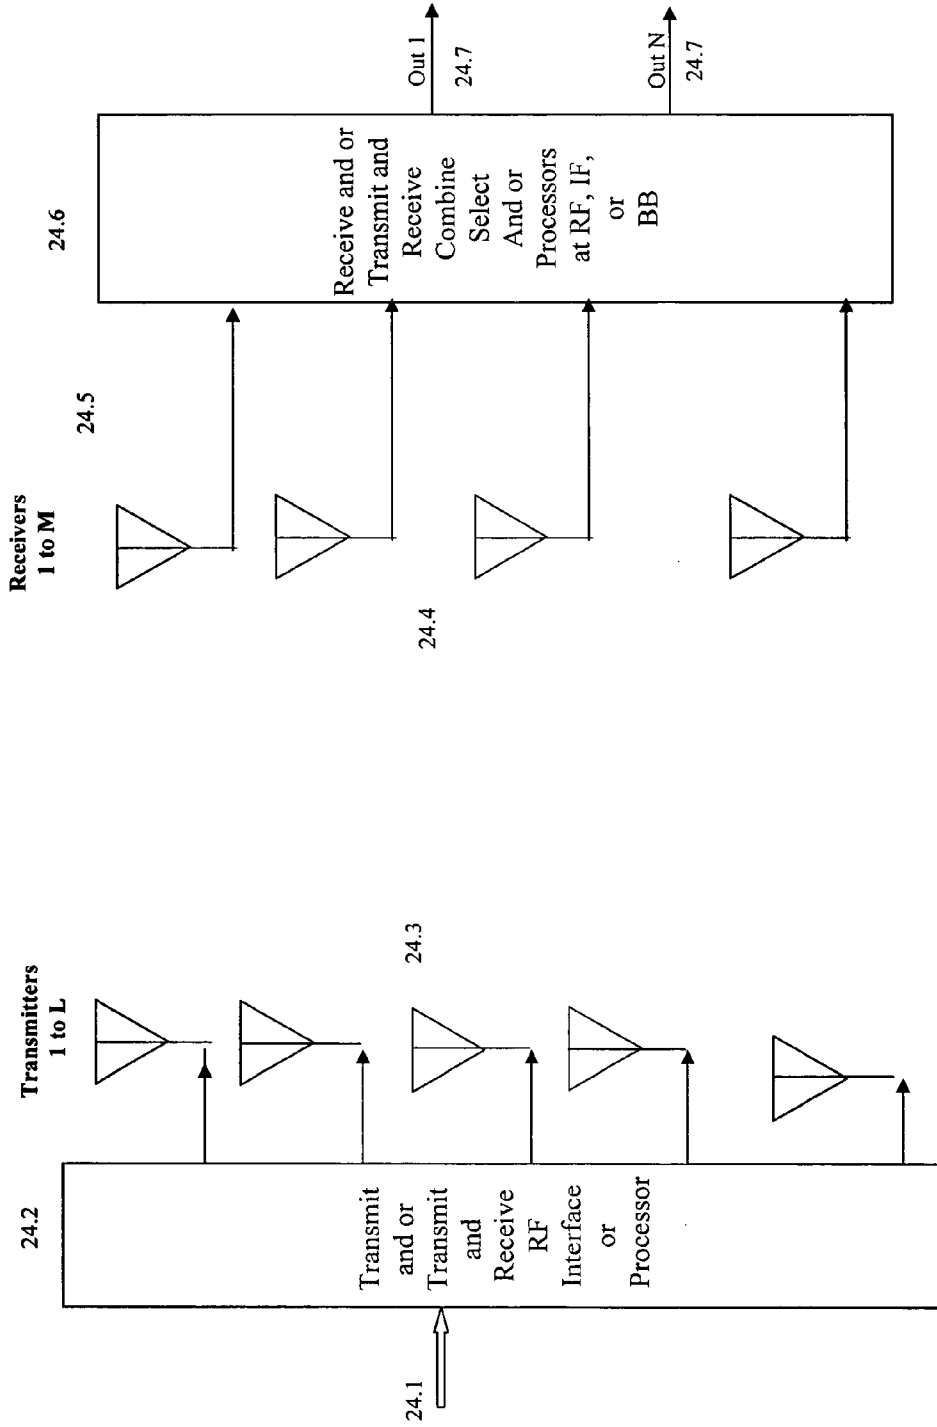 Transmitters
1 to L
Receivers
1 to M
24.1
24.2
Transmit
and or
Transmit
and
Receive
RF
Interface
or
Processor
24.3
24.4
24.5
24.6
Receive and or
Transmit and
Receive
Combine
Select
And or
Processors
at RF, IF,
or
BB
Out 1
24.7
Out N
24.7